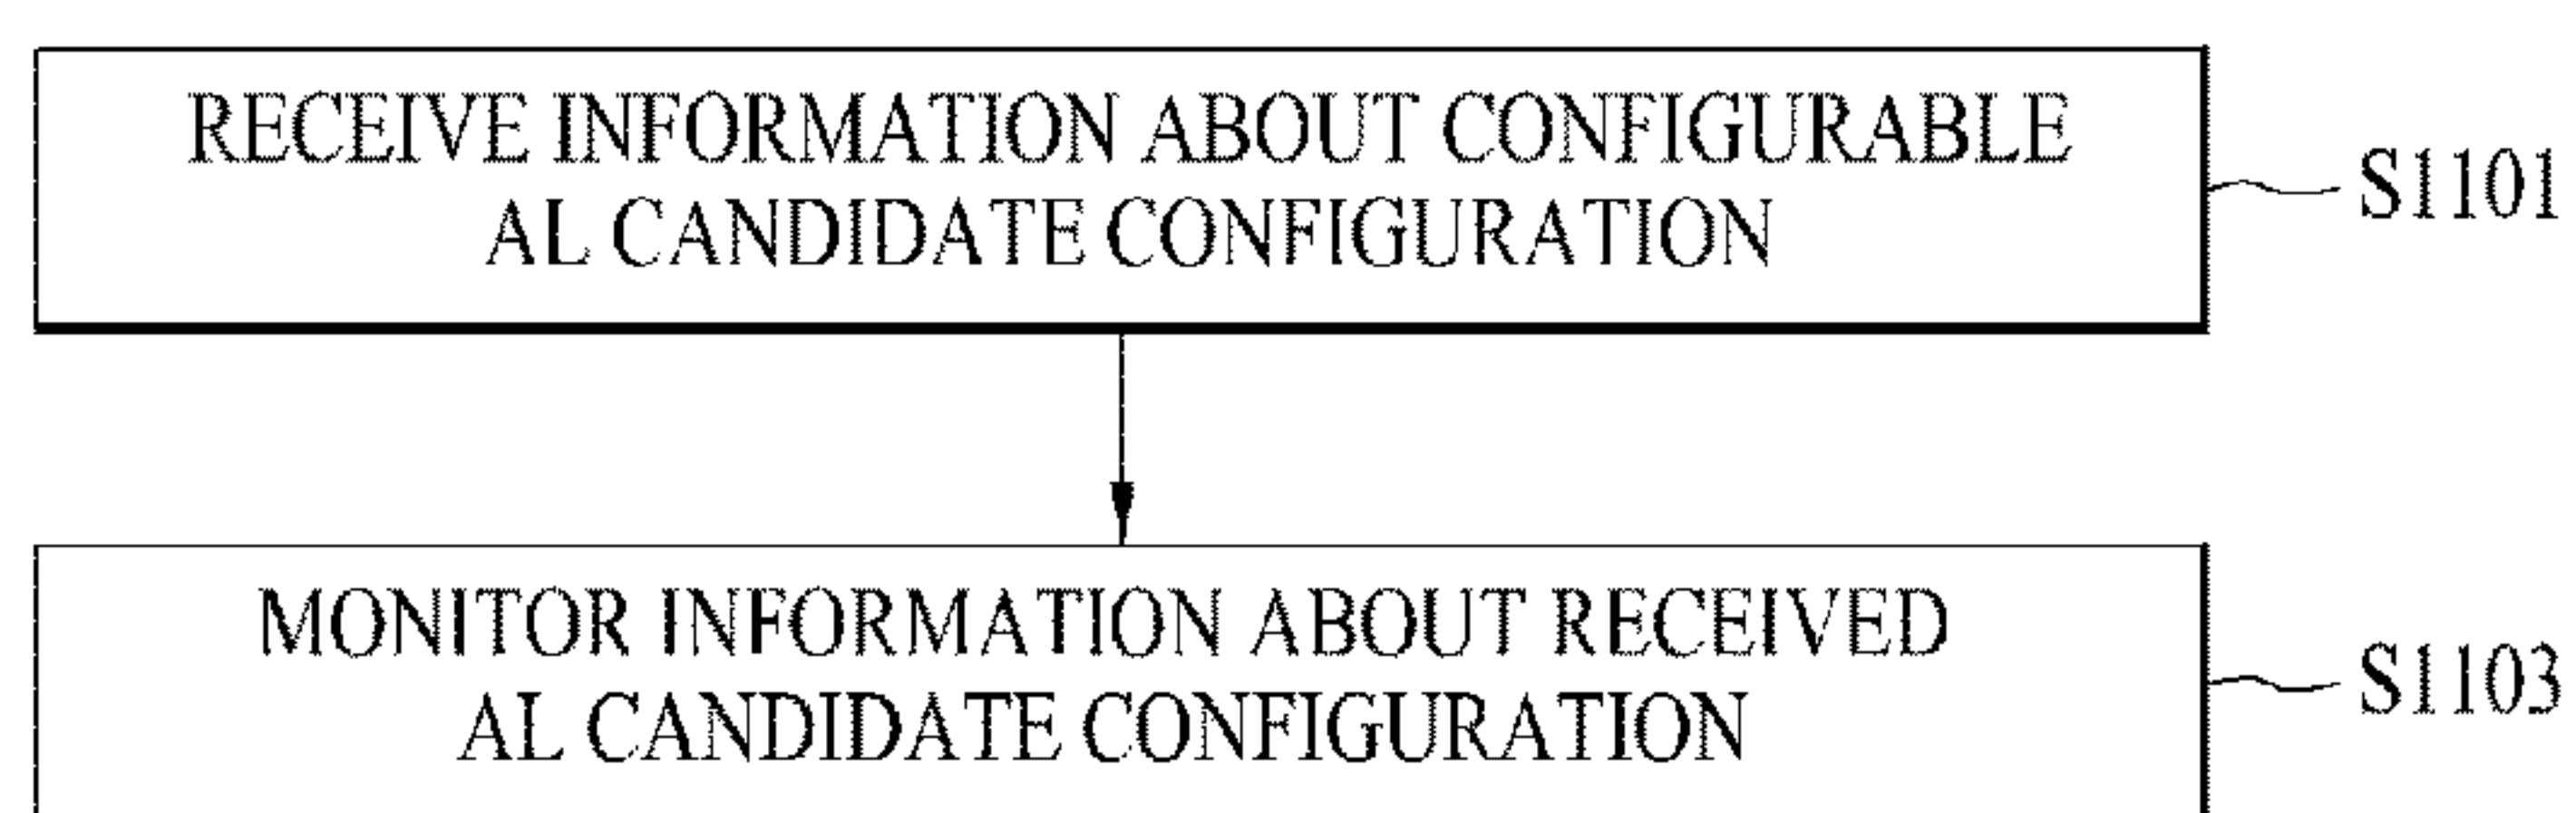 RECEIVE INFORMATION ABOUT CONFIGURABLE
AL CANDIDATE CONFIGURATION
S1101
MONITOR INFORMATION ABOUT RECEIVED
AL CANDIDATE CONFIGURATION
S1103